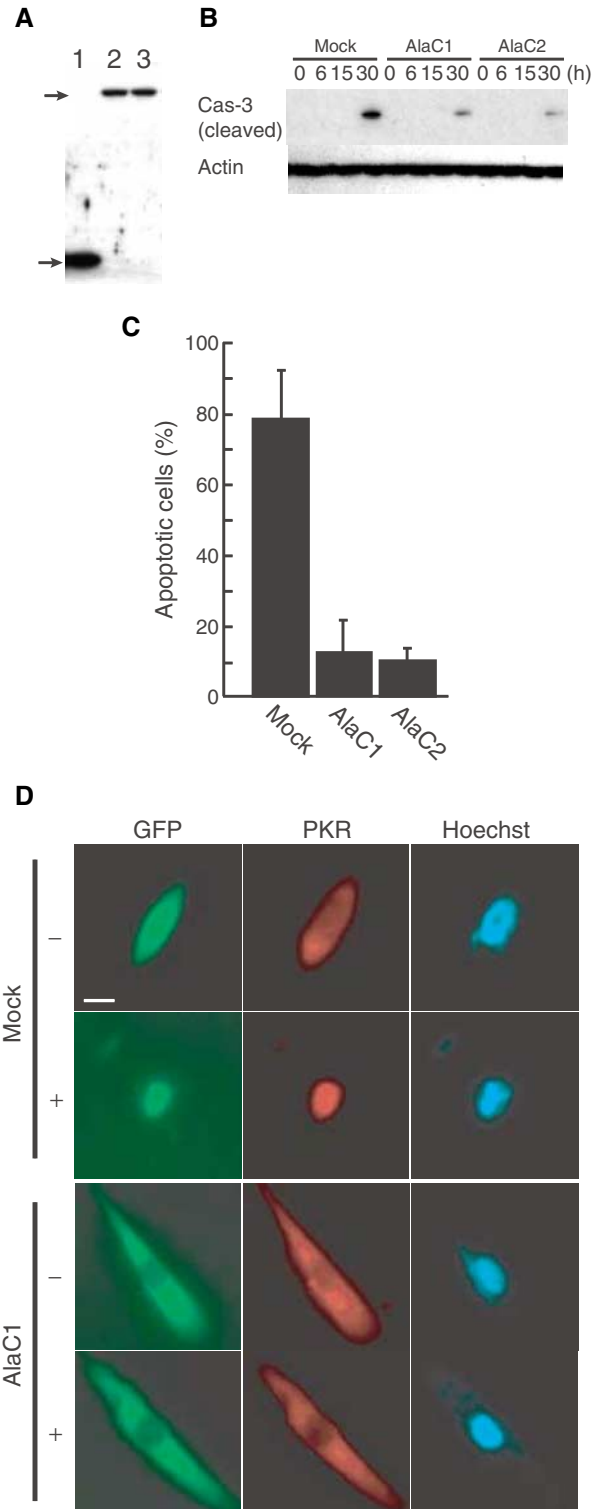 A
1 2 3
B
Mock AlaC1 AlaC2
0 6 15 30 0 6 15 30 0 6 15 30 (h)
Cas-3
(cleaved)
Actin
C
Apoptotic cells (%)
100
80
60
40
20
0
Mock AlaC1 AlaC2
D
GFP PKR Hoechst
Mock
−
+
AlaC1
−
+